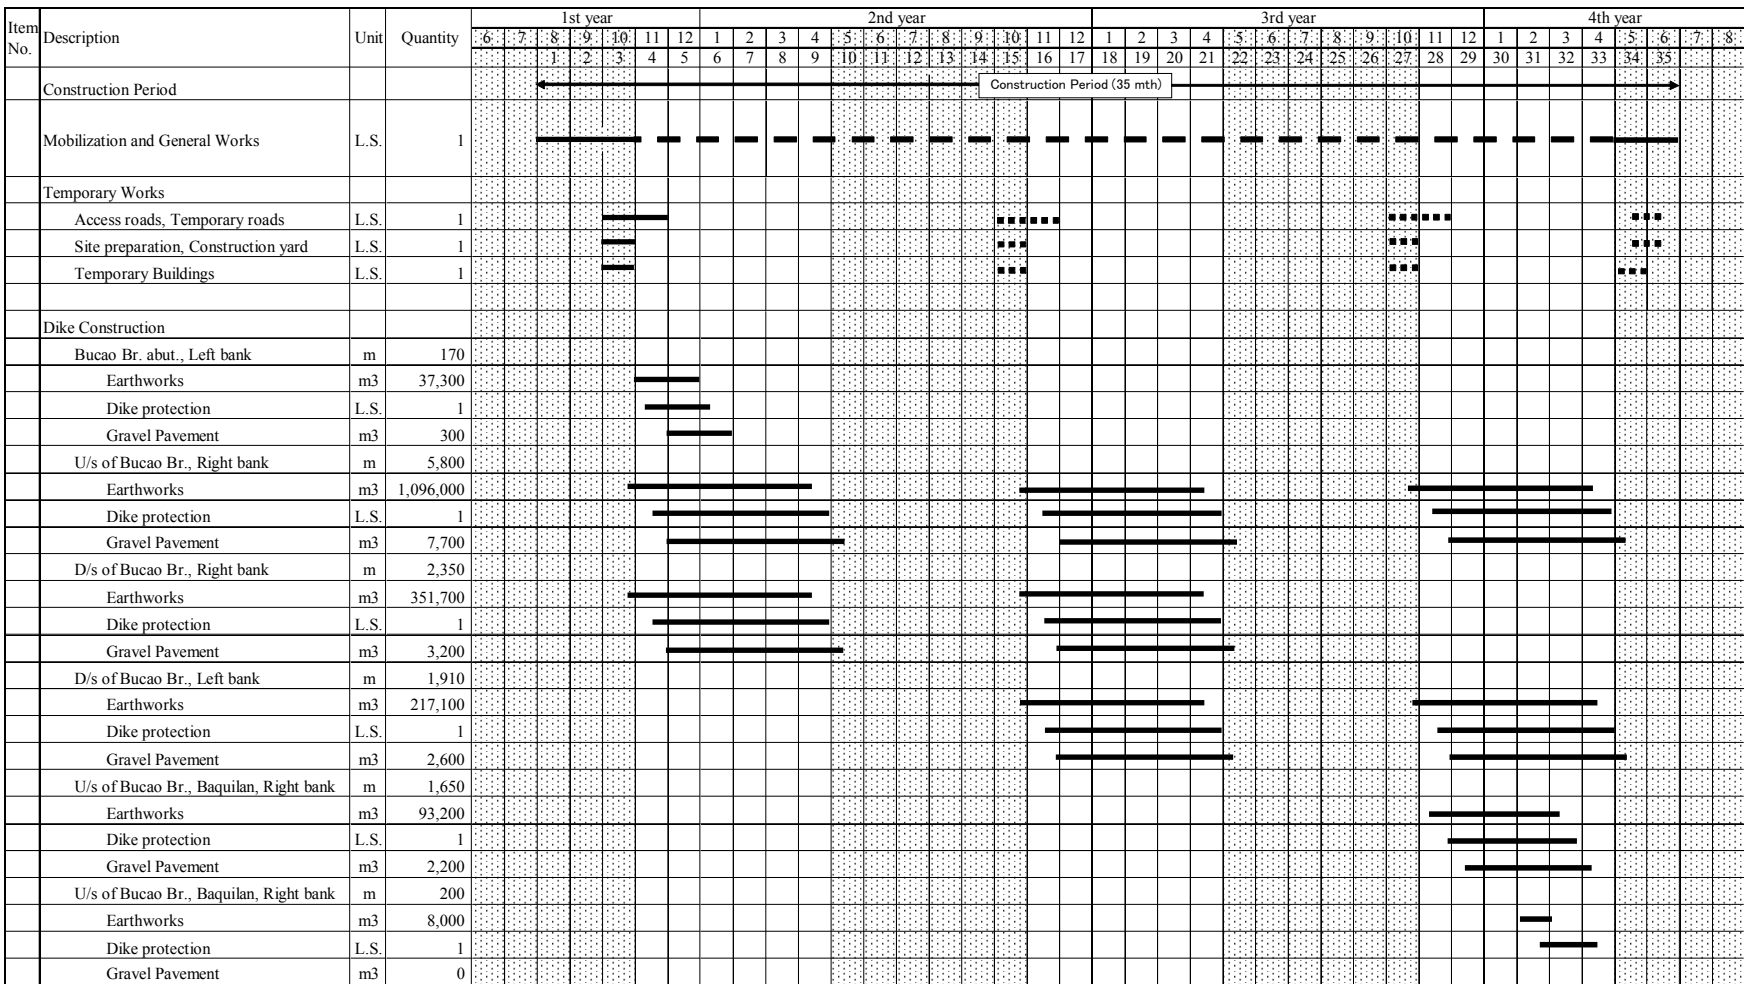 1st year 2nd year 3rd year 4th year
Item No. Description Unit Quantity 6 7 8 9 10 11 12 1 2 3 4 5 6 7 8 9 10 11 12 1 2 3 4 5 6 7 8 9 10 11 12 1 2 3 4 5 6 7 8
1 2 3 4 5 6 7 8 9 10 11 12 13 14 15 16 17 18 19 20 21 22 23 24 25 26 27 28 29 30 31 32 33 34 35
Construction Period Construction Period (35 mth)
Mobilization and General Works L.S. 1
Temporary Works
Access roads, Temporary roads L.S. 1
Site preparation, Construction yard L.S. 1
Temporary Buildings L.S. 1
Dike Construction
Bucao Br. abut., Left bank m 170
Earthworks m3 37,300
Dike protection L.S. 1
Gravel Pavement m3 300
U/s of Bucao Br., Right bank m 5,800
Earthworks m3 1,096,000
Dike protection L.S. 1
Gravel Pavement m3 7,700
D/s of Bucao Br., Right bank m 2,350
Earthworks m3 351,700
Dike protection L.S. 1
Gravel Pavement m3 3,200
D/s of Bucao Br., Left bank m 1,910
Earthworks m3 217,100
Dike protection L.S. 1
Gravel Pavement m3 2,600
U/s of Bucao Br., Baquilan, Right bank m 1,650
Earthworks m3 93,200
Dike protection L.S. 1
Gravel Pavement m3 2,200
U/s of Bucao Br., Baquilan, Right bank m 200
Earthworks m3 8,000
Dike protection L.S. 1
Gravel Pavement m3 0